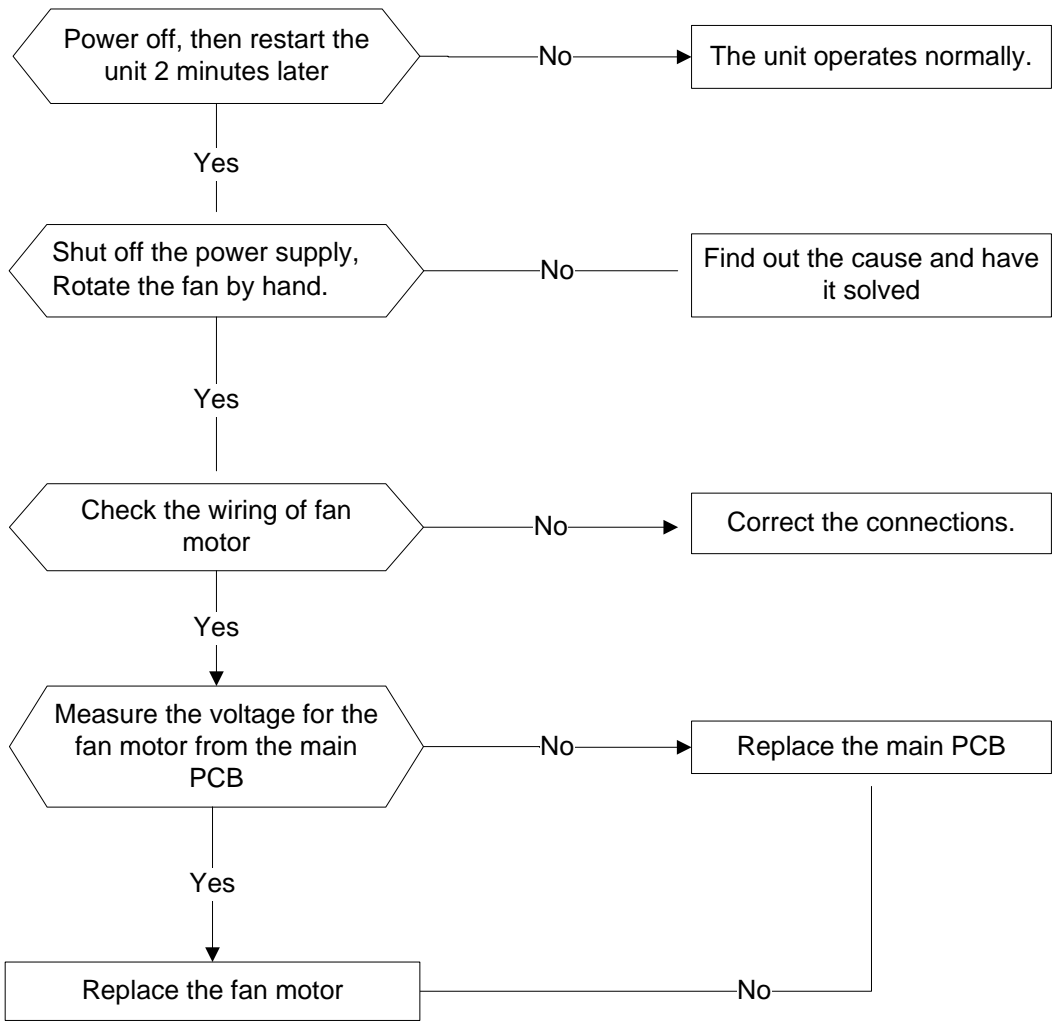 Power off, then restart the
unit 2 minutes later
No
The unit operates normally.
Yes
Shut off the power supply,
Rotate the fan by hand.
No
Find out the cause and have
it solved
Yes
Check the wiring of fan
motor
No
Correct the connections.
Yes
Measure the voltage for the
fan motor from the main
PCB
No
Replace the main PCB
Yes
Replace the fan motor
No